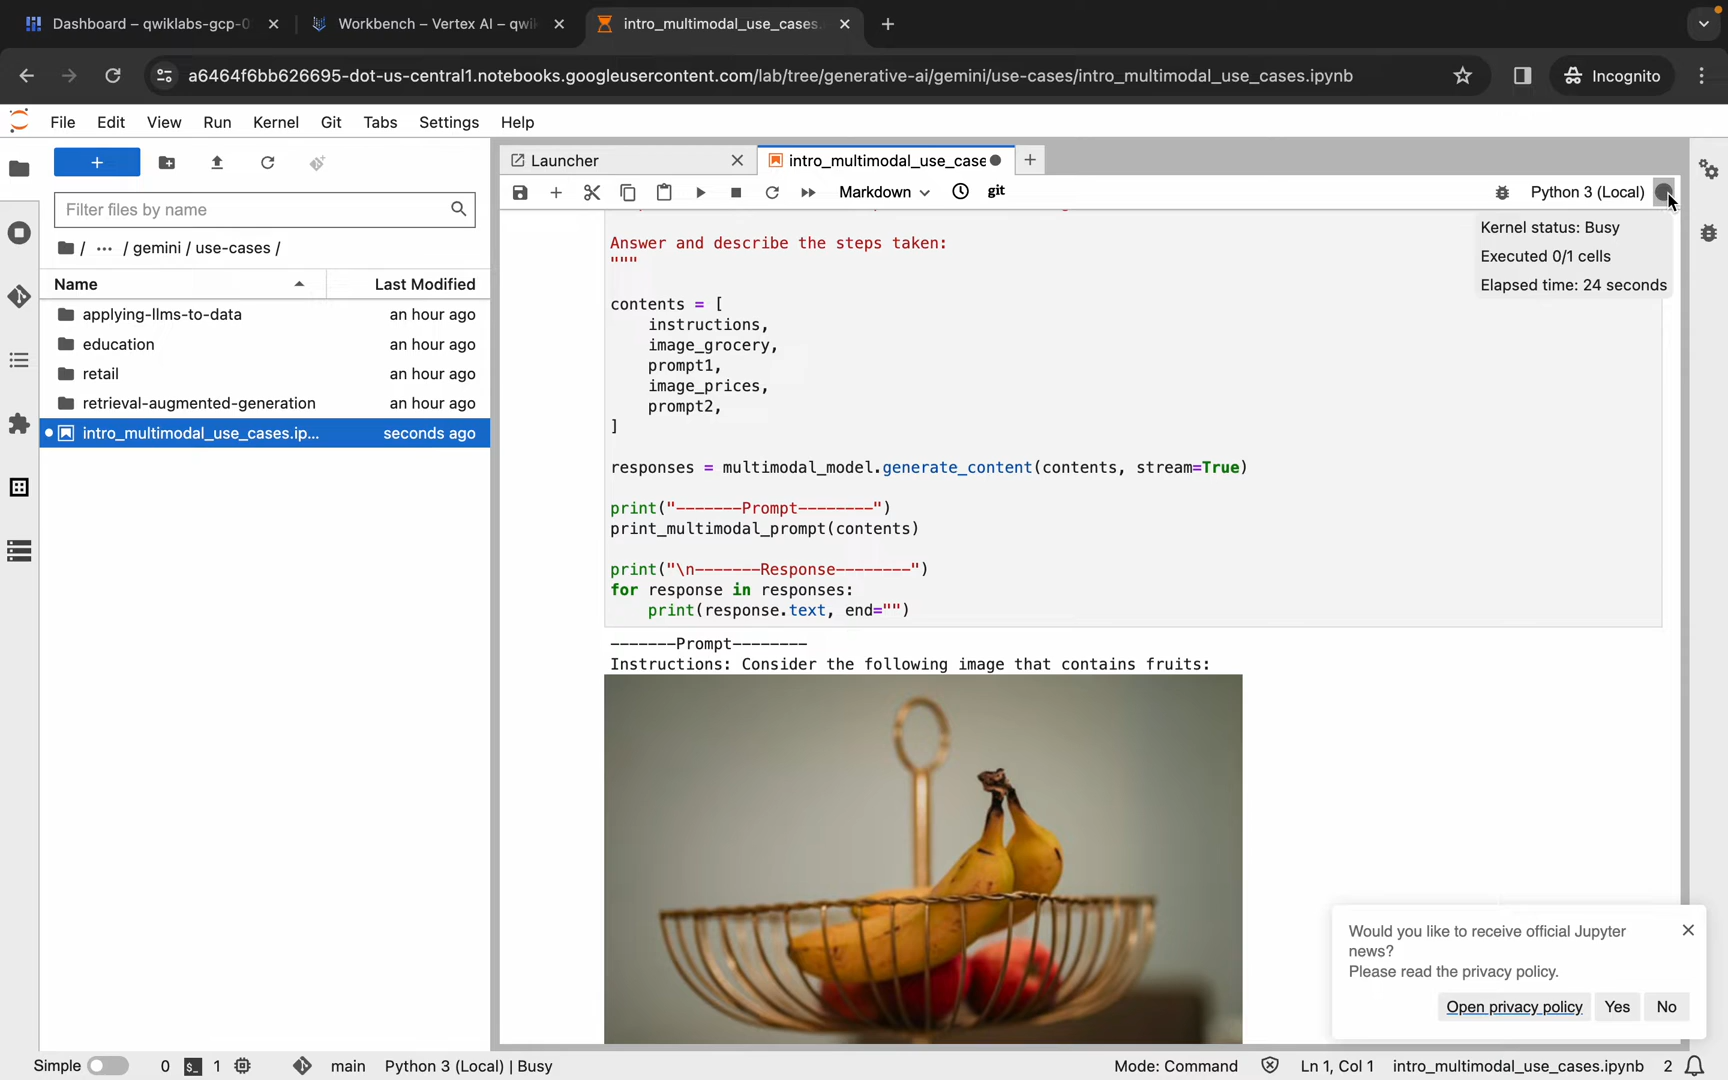 Dashboard – qwiklabs-gcp-0
Workbench – Vertex AI – qwi
intro_multimodal_use_cases.
a6464f6bb626695-dot-us-central1.notebooks.googleusercontent.com/lab/tree/generative-ai/gemini/use-cases/intro_multimodal_use_cases.ipynb
Incognito
File Edit View Run Kernel Git Tabs Settings Help
Launcher
intro_multimodal_use_case
Markdown
git
Python 3 (Local)
Filter files by name
/ ... / gemini / use-cases /
Name Last Modified
applying-llms-to-data an hour ago
education an hour ago
retail an hour ago
retrieval-augmented-generation an hour ago
intro_multimodal_use_cases.ip... seconds ago
Kernel status: Busy
Executed 0/1 cells
Elapsed time: 24 seconds
Answer and describe the steps taken:
"""
contents = [
instructions,
image_grocery,
prompt1,
image_prices,
prompt2,
]
responses = multimodal_model.generate_content(contents, stream=True)
print("-------Prompt--------")
print_multimodal_prompt(contents)
print("\n-------Response--------")
for response in responses:
print(response.text, end="")
-------Prompt--------
Instructions: Consider the following image that contains fruits:
Would you like to receive official Jupyter
news?
Please read the privacy policy.
Open privacy policy Yes No
Simple 0 1 main Python 3 (Local) | Busy Mode: Command Ln 1, Col 1 intro_multimodal_use_cases.ipynb 2